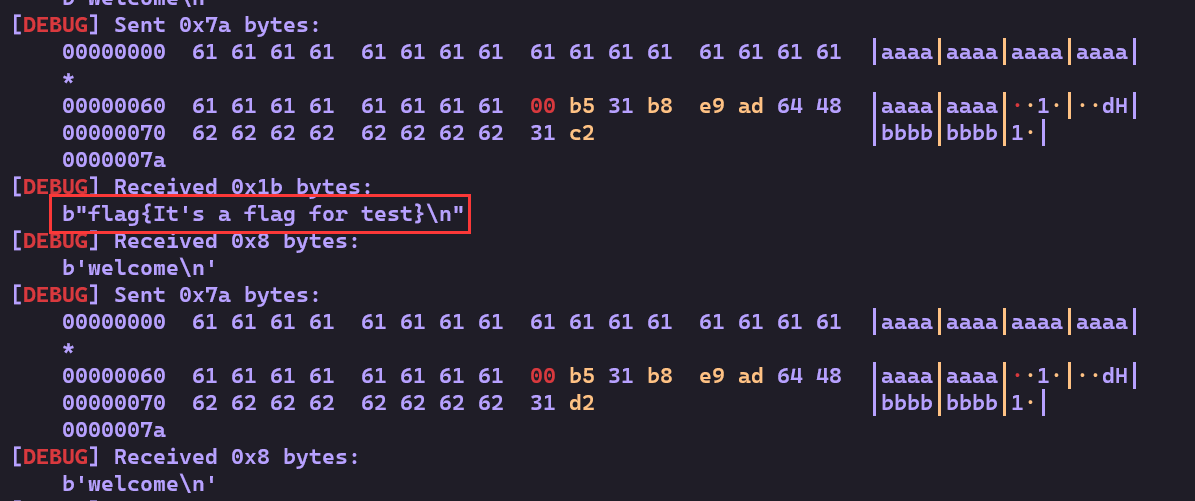 b'welcome\n'
[DEBUG] Sent 0x7a bytes:
00000000  61 61 61 61  61 61 61 61  61 61 61 61  61 61 61 61  │aaaa│aaaa│aaaa│aaaa│
*
00000060  61 61 61 61  61 61 61 61  00 b5 31 b8  e9 ad 64 48  │aaaa│aaaa│··1·│··dH│
00000070  62 62 62 62  62 62 62 62  31 c2  │bbbb│bbbb│1·│
0000007a
[DEBUG] Received 0x1b bytes:
b"flag{It's a flag for test}\n"
[DEBUG] Received 0x8 bytes:
b'welcome\n'
[DEBUG] Sent 0x7a bytes:
00000000  61 61 61 61  61 61 61 61  61 61 61 61  61 61 61 61  │aaaa│aaaa│aaaa│aaaa│
*
00000060  61 61 61 61  61 61 61 61  00 b5 31 b8  e9 ad 64 48  │aaaa│aaaa│··1·│··dH│
00000070  62 62 62 62  62 62 62 62  31 d2  │bbbb│bbbb│1·│
0000007a
[DEBUG] Received 0x8 bytes:
b'welcome\n'